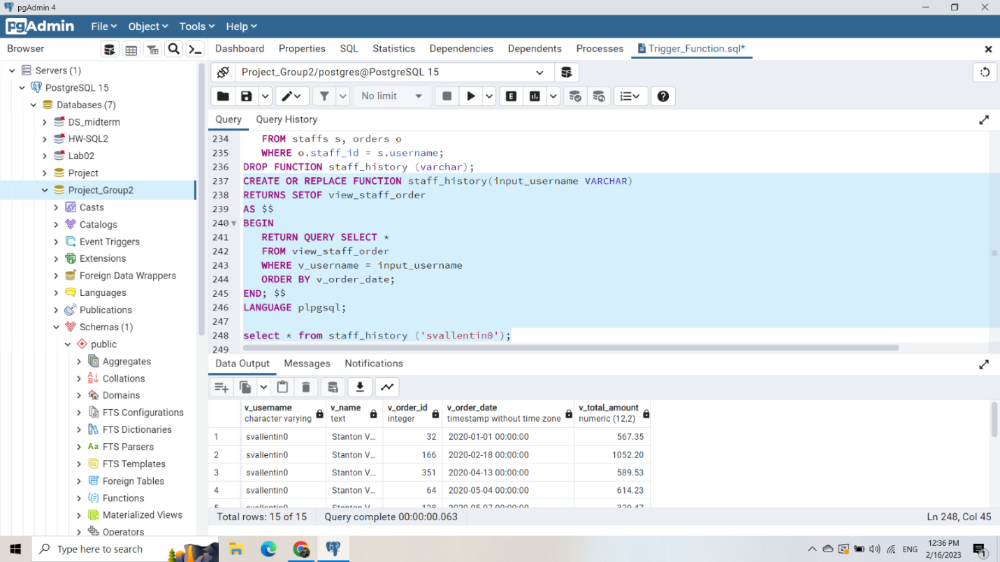 pgAdmin 4
pgAdmin File Object Tools Help
Browser
Dashboard Properties SQL Statistics Dependencies Dependents Processes Trigger_Function.sql*
Servers (1)
PostgreSQL 15
Databases (7)
DS_midterm
HW-SQL2
Lab02
Project
Project_Group2
Casts
Catalogs
Event Triggers
Extensions
Foreign Data Wrappers
Languages
Publications
Schemas (1)
public
Aggregates
Collations
Domains
FTS Configurations
FTS Dictionaries
Aa FTS Parsers
FTS Templates
Foreign Tables
Functions
Materialized Views
Operators
Project_Group2/postgres@PostgreSQL 15
No limit
E
Query Query History
234 FROM staffs s, orders o
235 WHERE o.staff_id = s.username;
236 DROP FUNCTION staff_history (varchar);
237 CREATE OR REPLACE FUNCTION staff_history(input_username VARCHAR)
238 RETURNS SETOF view_staff_order
239 AS $$
240 BEGIN
241 RETURN QUERY SELECT *
242 FROM view_staff_order
243 WHERE v_username = input_username
244 ORDER BY v_order_date;
245 END; $$
246 LANGUAGE plpgsql;
247
248 select * from staff_history ('svallentin0');
249
Data Output Messages Notifications
v_username v_name v_order_id v_order_date v_total_amount
character varying text integer timestamp without time zone numeric (12,2)
1 svallentin0 Stanton V... 32 2020-01-01 00:00:00 567.35
2 svallentin0 Stanton V... 166 2020-02-18 00:00:00 1052.20
3 svallentin0 Stanton V... 351 2020-04-13 00:00:00 589.53
4 svallentin0 Stanton V... 64 2020-05-04 00:00:00 614.23
5 svallentin0 Stanton V... 128 2020-05-07 00:00:00 329.47
Total rows: 15 of 15 Query complete 00:00:00.063 Ln 248, Col 45
Type here to search
ENG
12:36 PM
2/16/2023
1